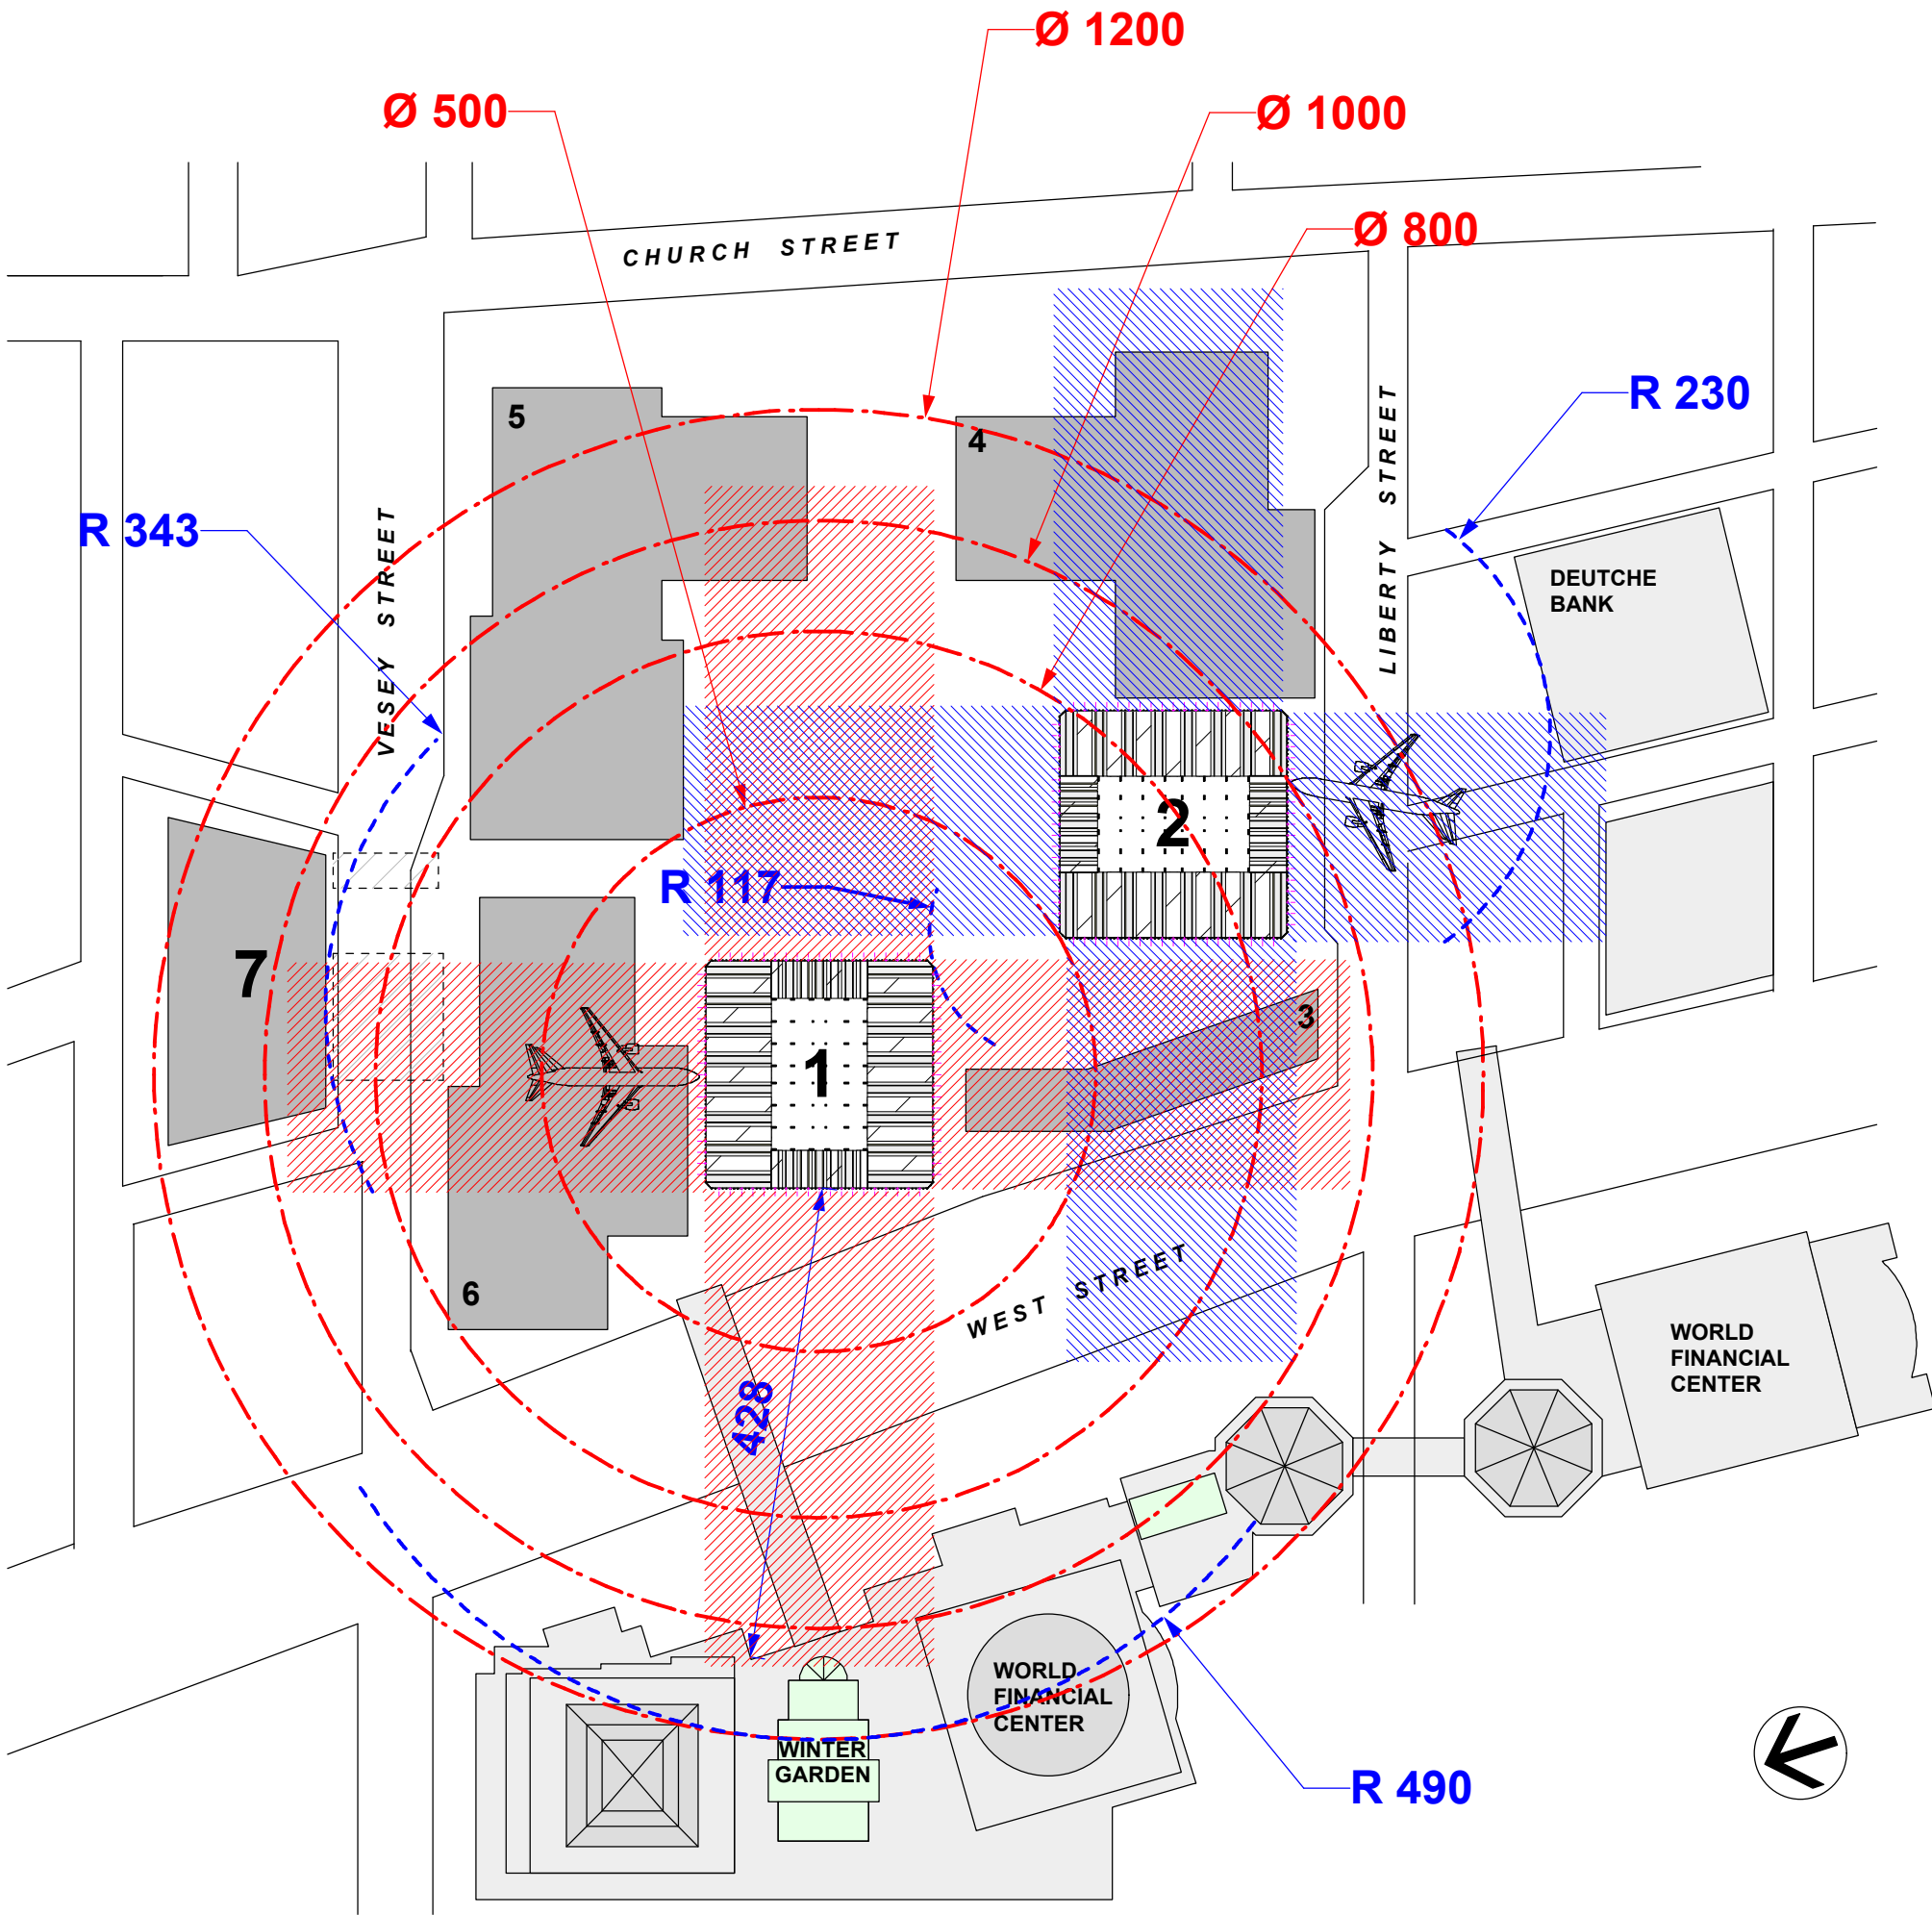 Ø 1200
Ø 500
Ø 1000
Ø 800
CHURCH STREET
R 230
5
4
LIBERTY STREET
R 343
VESEY STREET
DEUTCHE
BANK
2
R 117
7
3
1
6
WEST STREET
428
WORLD
FINANCIAL
CENTER
WORLD
FINANCIAL
CENTER
WINTER
GARDEN
R 490